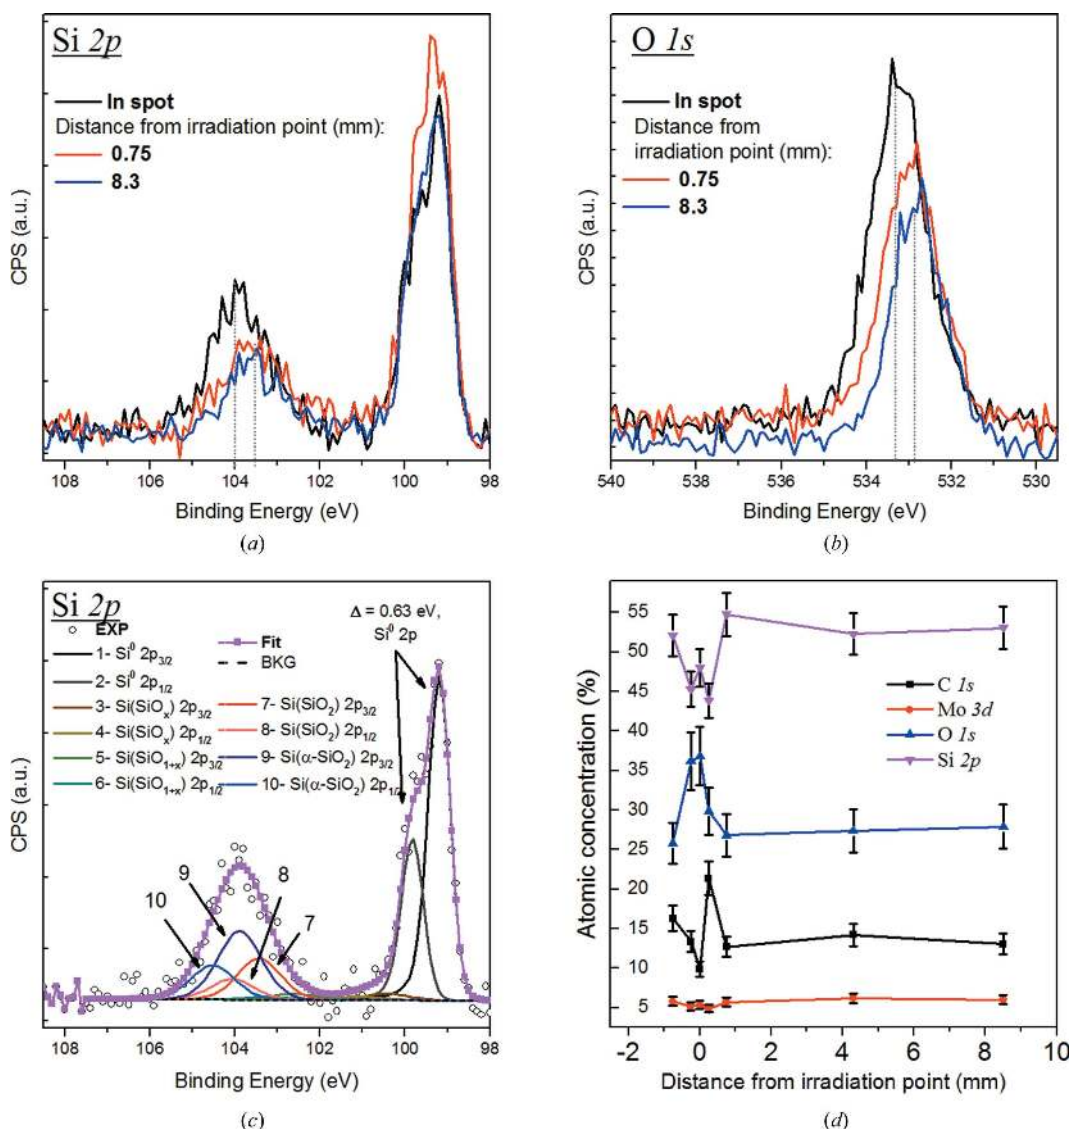 Si 2p
In spot
Distance from irradiation point (mm):
0.75
8.3
CPS (a.u.)
108 106 104 102 100 98
Binding Energy (eV)
(a)
O 1s
In spot
Distance from
irradiation point (mm):
0.75
8.3
CPS (a.u.)
540 538 536 534 532 530
Binding Energy (eV)
(b)
Si 2p
EXP
1- Si⁰ 2p3/2
2- Si⁰ 2p1/2
3- Si(SiOx) 2p3/2
4- Si(SiOx) 2p1/2
5- Si(SiO1+x) 2p3/2
6- Si(SiO1+x) 2p1/2
Fit
BKG
7- Si(SiO2) 2p3/2
8- Si(SiO2) 2p1/2
9- Si(α-SiO2) 2p3/2
10- Si(α-SiO2) 2p1/2
Δ = 0.63 eV,
Si⁰ 2p
10
9
8
7
CPS (a.u.)
108 106 104 102 100 98
Binding Energy (eV)
(c)
55
50
45
40
35
30
25
20
15
10
5
Atomic concentration (%)
C 1s
Mo 3d
O 1s
Si 2p
-2 0 2 4 6 8 10
Distance from irradiation point (mm)
(d)